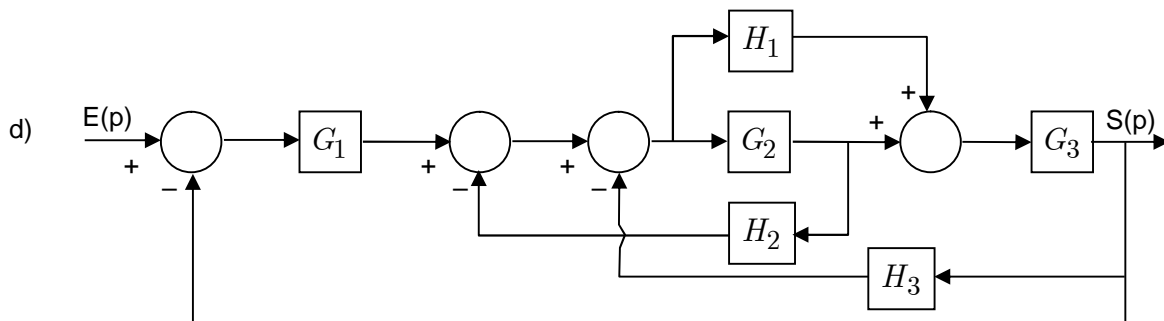 H₁
+
d) E(p) G₁ G₂ G₃ S(p)
+ + + +
− − −
H₂
H₃